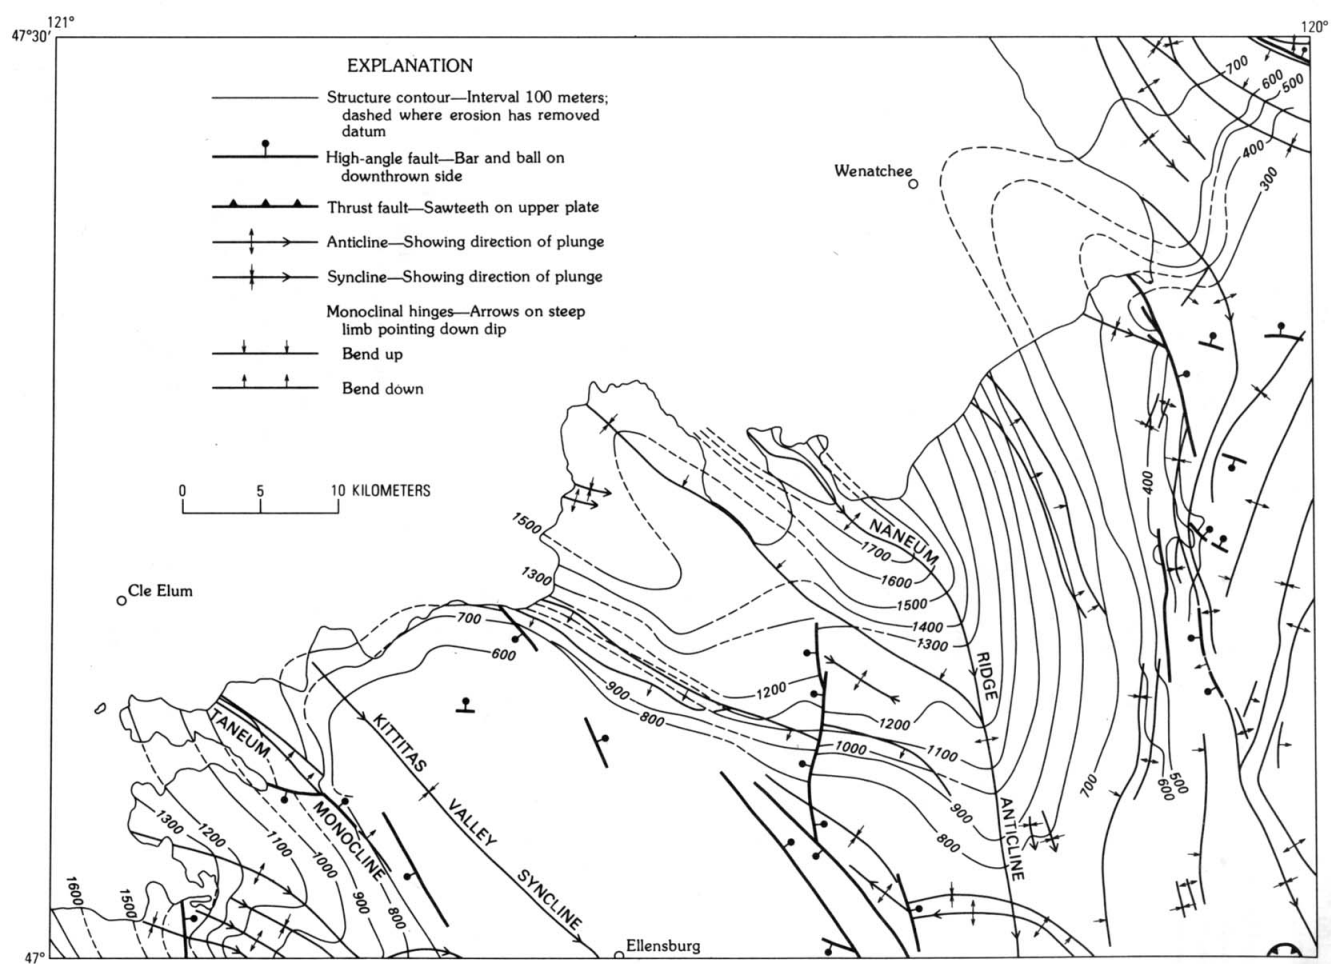 121°
120°
47°30'
EXPLANATION
Structure contour—Interval 100 meters;
dashed where erosion has removed
datum
High-angle fault—Bar and ball on
downthrown side
Thrust fault—Sawteeth on upper plate
Anticline—Showing direction of plunge
Syncline—Showing direction of plunge
Monoclinal hinges—Arrows on steep
limb pointing down dip
Bend up
Bend down
0 5 10 KILOMETERS
700
600
500
400
300
Wenatchee
400
1500
1300
NANEUM
1700
1600
1500
1400
1300
Cle Elum
700
600
RIDGE
900
800
1200
1200
1100
1000
900
800
700
500
600
TANEUM
KITTITAS
VALLEY
SYNCLINE
MONOCLINE
ANTICLINE
1300
1200
1100
1000
900
800
1600
1500
Ellensburg
47°